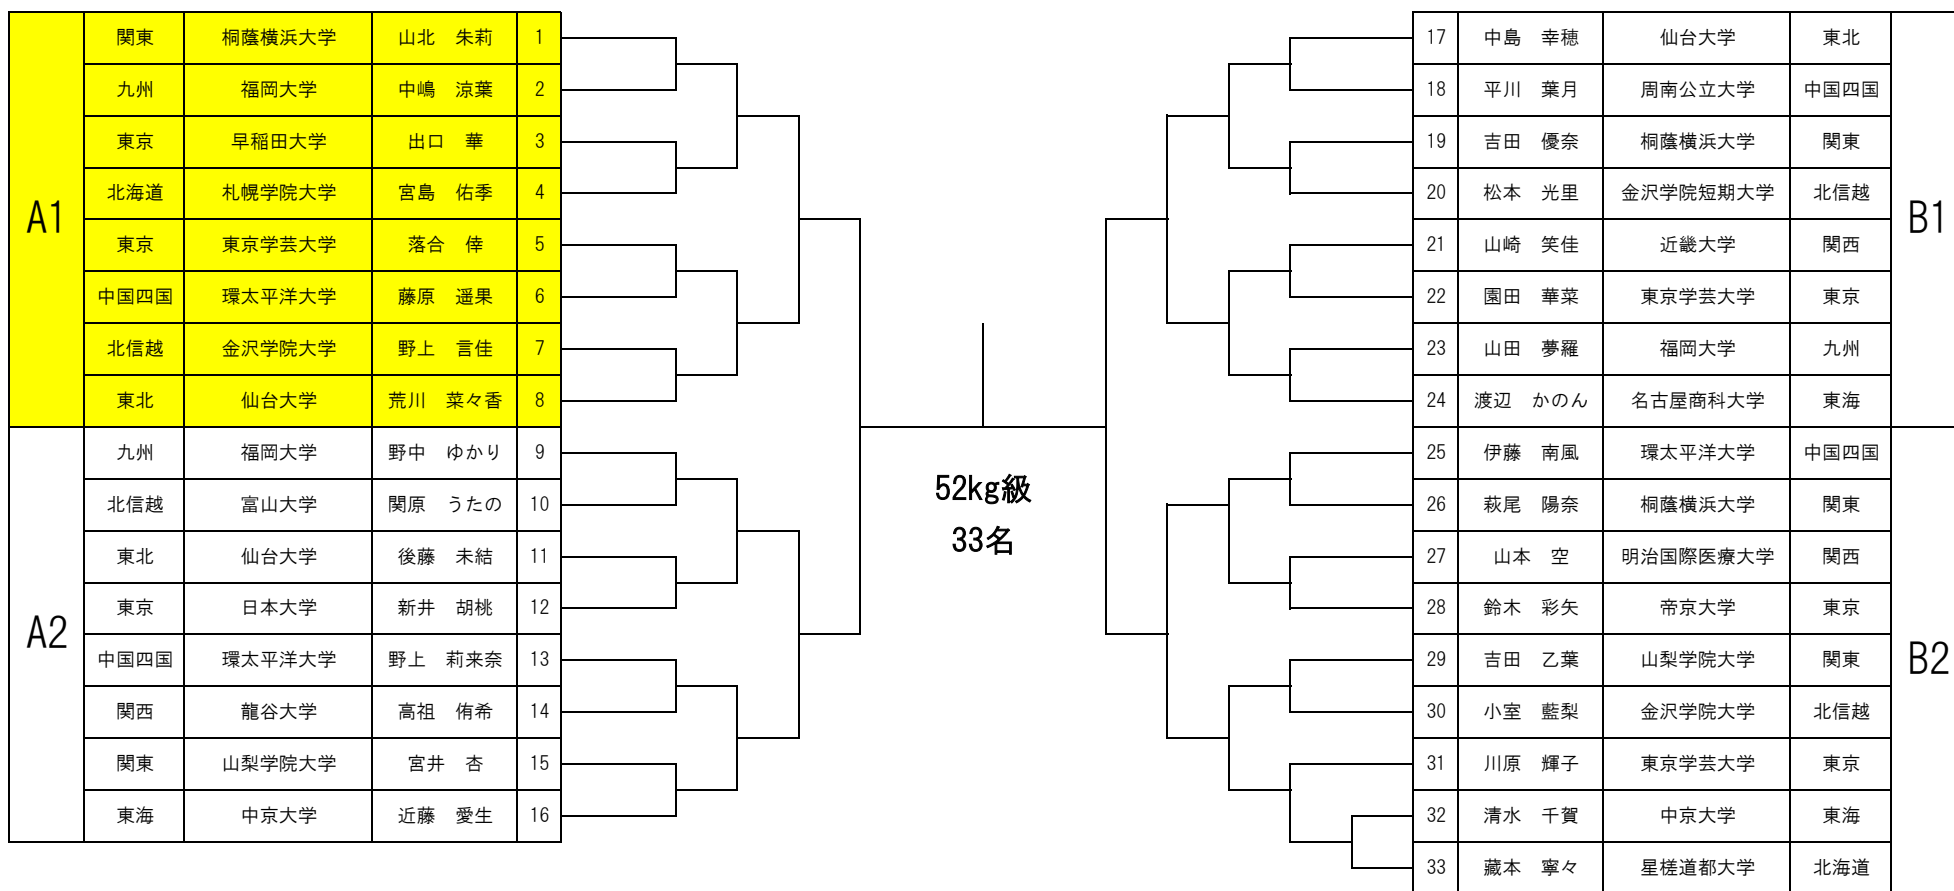 A1
関東 桐蔭横浜大学 山北 朱莉 1
九州 福岡大学 中嶋 涼葉 2
東京 早稲田大学 出口 華 3
北海道 札幌学院大学 宮島 佑季 4
東京 東京学芸大学 落合 倖 5
中国四国 環太平洋大学 藤原 遥果 6
北信越 金沢学院大学 野上 言佳 7
東北 仙台大学 荒川 菜々香 8
A2
九州 福岡大学 野中 ゆかり 9
北信越 富山大学 関原 うたの 10
東北 仙台大学 後藤 未結 11
東京 日本大学 新井 胡桃 12
中国四国 環太平洋大学 野上 莉来奈 13
関西 龍谷大学 高祖 侑希 14
関東 山梨学院大学 宮井 杏 15
東海 中京大学 近藤 愛生 16
52kg級
33名
17 中島 幸穂 仙台大学 東北
18 平川 葉月 周南公立大学 中国四国
19 吉田 優奈 桐蔭横浜大学 関東
20 松本 光里 金沢学院短期大学 北信越
21 山崎 笑佳 近畿大学 関西
22 園田 華菜 東京学芸大学 東京
23 山田 夢羅 福岡大学 九州
24 渡辺 かのん 名古屋商科大学 東海
B1
25 伊藤 南風 環太平洋大学 中国四国
26 萩尾 陽奈 桐蔭横浜大学 関東
27 山本 空 明治国際医療大学 関西
28 鈴木 彩矢 帝京大学 東京
29 吉田 乙葉 山梨学院大学 関東
30 小室 藍梨 金沢学院大学 北信越
31 川原 輝子 東京学芸大学 東京
32 清水 千賀 中京大学 東海
33 藏本 寧々 星槎道都大学 北海道
B2